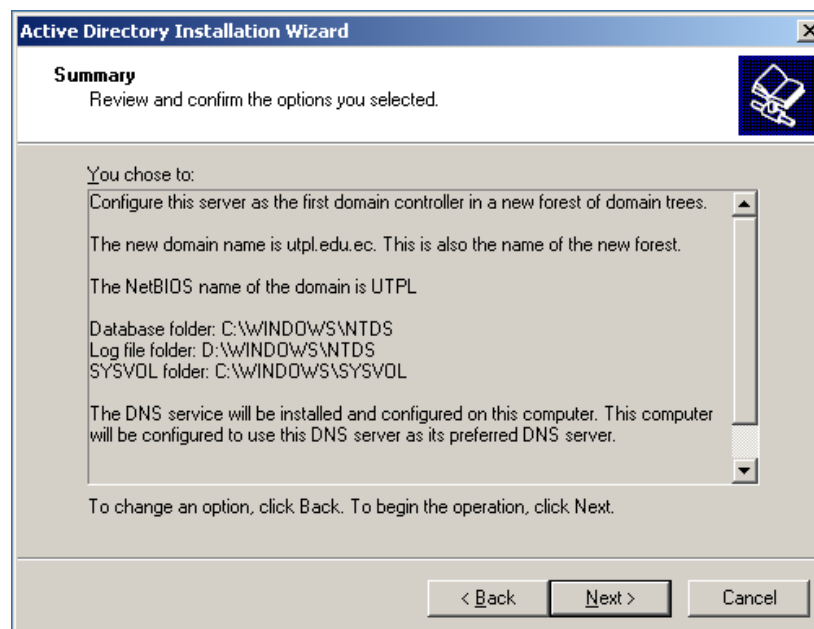 Active Directory Installation Wizard
Summary
Review and confirm the options you selected.
You chose to:
Configure this server as the first domain controller in a new forest of domain trees.
The new domain name is utpl.edu.ec. This is also the name of the new forest.
The NetBIOS name of the domain is UTPL
Database folder: C:\WINDOWS\NTDS
Log file folder: D:\WINDOWS\NTDS
SYSVOL folder: C:\WINDOWS\SYSVOL
The DNS service will be installed and configured on this computer. This computer
will be configured to use this DNS server as its preferred DNS server.
To change an option, click Back. To begin the operation, click Next.
< Back Next > Cancel